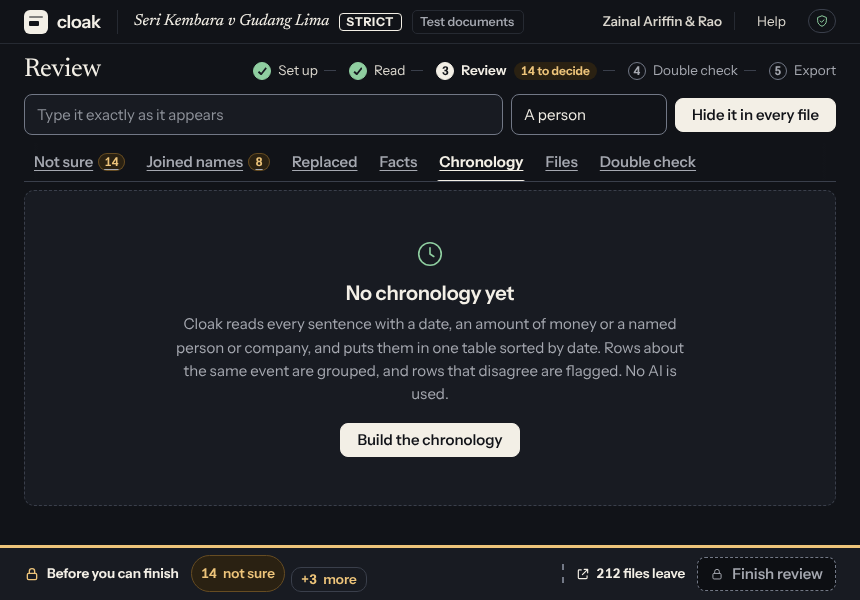 cloak Seri Kembara v Gudang Lima STRICT Test documents Zainal Ariffin & Rao Help
Review Set up Read 3 Review 14 to decide 4 Double check 5 Export
Type it exactly as it appears A person Hide it in every file
Not sure 14 Joined names 8 Replaced Facts Chronology Files Double check
No chronology yet
Cloak reads every sentence with a date, an amount of money or a named
person or company, and puts them in one table sorted by date. Rows about
the same event are grouped, and rows that disagree are flagged. No AI is
used.
Build the chronology
Before you can finish 14 not sure +3 more 212 files leave Finish review